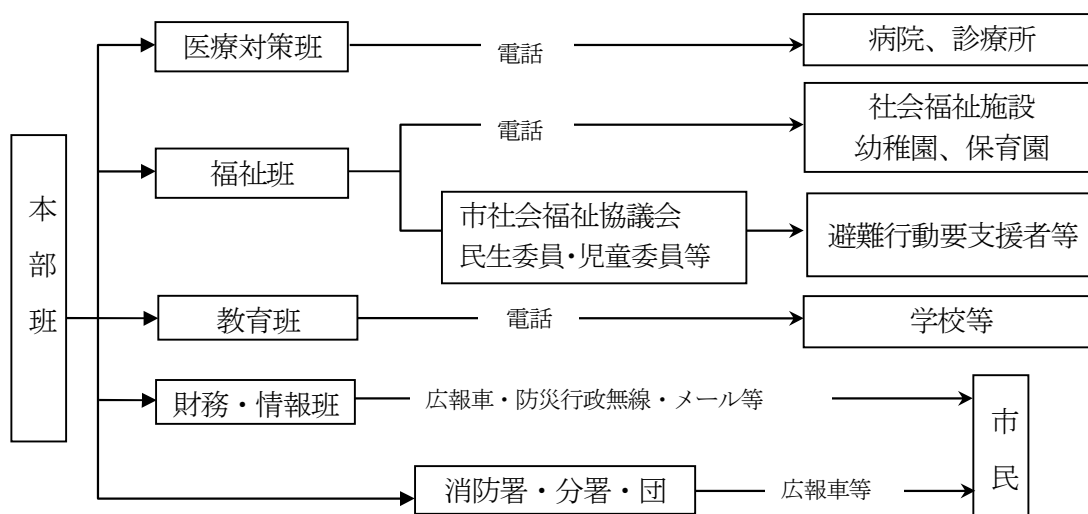 医療対策班
電話
病院、診療所
福祉班
電話
社会福祉施設
幼稚園、保育園
市社会福祉協議会
民生委員・児童委員等
避難行動要支援者等
本部班
教育班
電話
学校等
財務・情報班
広報車・防災行政無線・メール等
市民
消防署・分署・団
広報車等